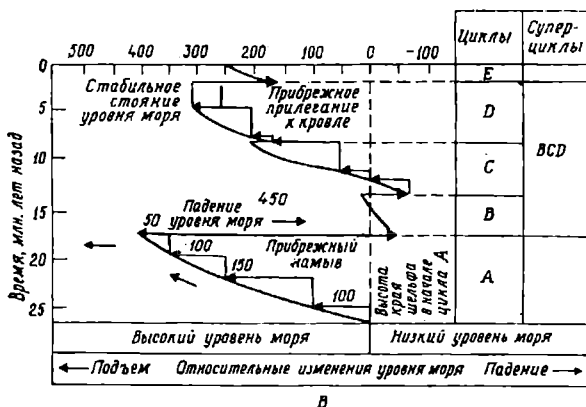 500 400 300 200 100 0 -100
Циклы
Супер-
циклы
Время, млн. лет назад
0
5
10
15
20
25
Стабильное
стояние
уровня моря
Прибрежное
прилегание
к кровле
E
D
C
B
A
BCD
450
Падение
уровня моря
50
100
150
100
Прибрежный
намыв
Высота
края
шельфа
в начале
цикла A
Высокий уровень моря
Низкий уровень моря
Подъем Относительные изменения уровня моря Падение
В